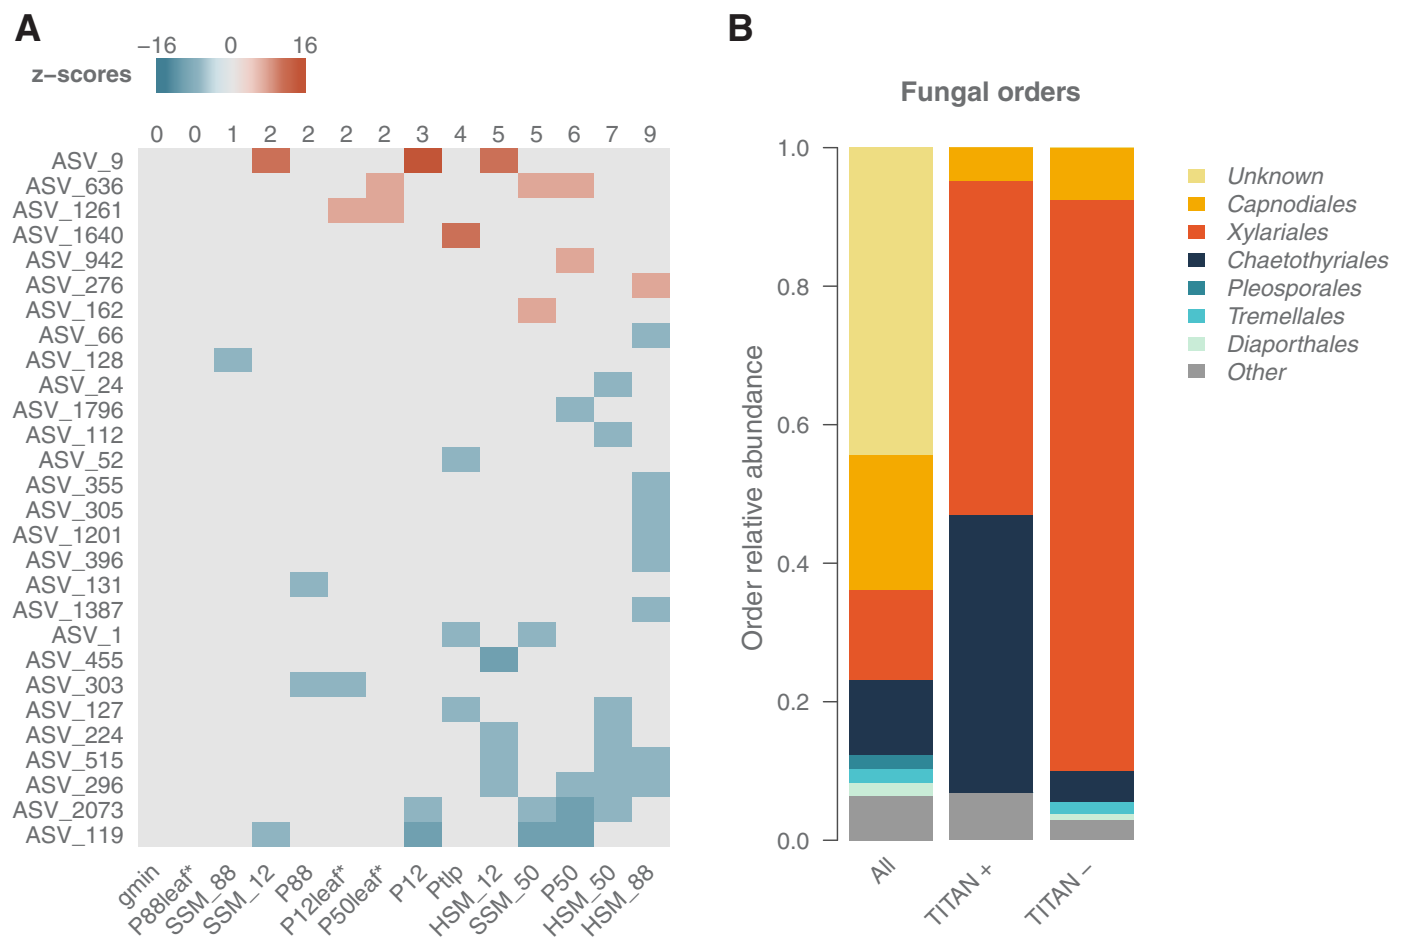 A
−16 0 16
z−scores
0 0 1 2 2 2 2 3 4 5 5 6 7 9
ASV_9
ASV_636
ASV_1261
ASV_1640
ASV_942
ASV_276
ASV_162
ASV_66
ASV_128
ASV_24
ASV_1796
ASV_112
ASV_52
ASV_355
ASV_305
ASV_1201
ASV_396
ASV_131
ASV_1387
ASV_1
ASV_455
ASV_303
ASV_127
ASV_224
ASV_515
ASV_296
ASV_2073
ASV_119
gmin
P88leaf*
SSM_88
SSM_12
P88
P12leaf*
P50leaf*
P12
Ptlp
HSM_12
SSM_50
P50
HSM_50
HSM_88
B
Fungal orders
Order relative abundance
1.0
0.8
0.6
0.4
0.2
0.0
All
TITAN +
TITAN −
Unknown
Capnodiales
Xylariales
Chaetothyriales
Pleosporales
Tremellales
Diaporthales
Other